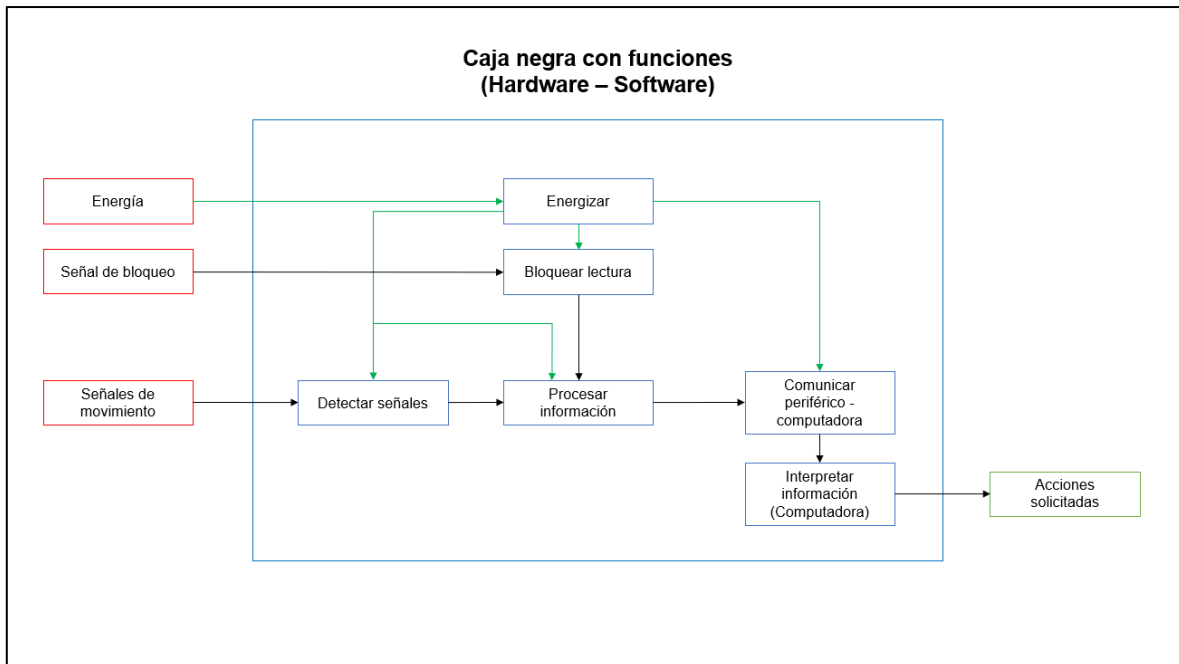 Caja negra con funciones
(Hardware – Software)
Energía
Energizar
Señal de bloqueo
Bloquear lectura
Señales de
movimiento
Detectar señales
Procesar
información
Comunicar
periférico -
computadora
Interpretar
información
(Computadora)
Acciones
solicitadas